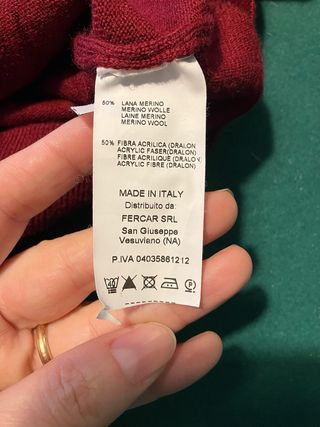 50% LANA MERINO
MERINO WOLLE
LAINE MERINO
MERINO WOOL
50% FIBRA ACRILICA (DRALON
ACRYLIC FASER(DRALON)
FIBRE ACRILIQUE (DRALON)
ACRYLIC FIBRE (DRALON)
MADE IN ITALY
Distribuito da:
FERCAR SRL
San Giuseppe
Vesuviano (NA)
P.IVA 04035861212
40 P